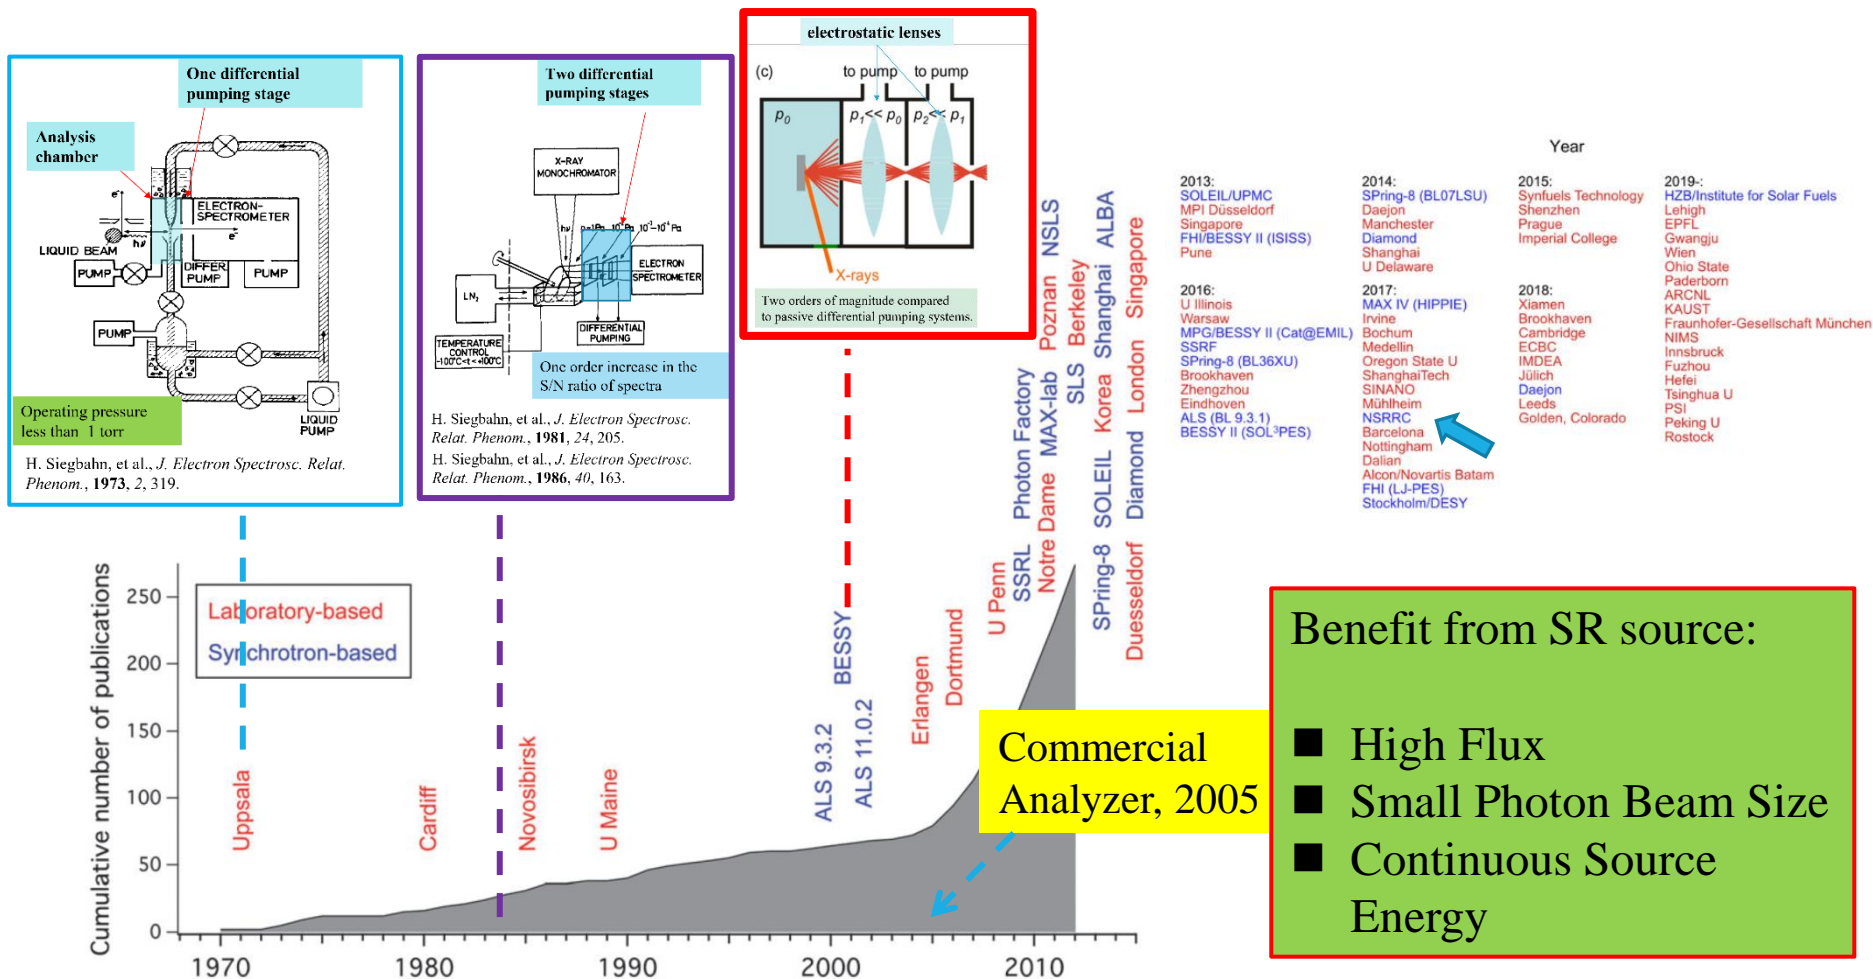 One differential
pumping stage
Analysis
chamber
e-
hν
e-
LIQUID BEAM
ELECTRON-
SPECTROMETER
PUMP
DIFFER.
PUMP
PUMP
PUMP
LIQUID
PUMP
Operating pressure
less than 1 torr
H. Siegbahn, et al., J. Electron Spectrosc. Relat.
Phenom., 1973, 2, 319.
Two differential
pumping stages
X-RAY
MONOCHROMATOR
hν
ELECTRON
SPECTROMETER
LN₂
DIFFERENTIAL
PUMPING
TEMPERATURE
CONTROL
-100°C<t<+100°C
One order increase in the
S/N ratio of spectra
H. Siegbahn, et al., J. Electron Spectrosc.
Relat. Phenom., 1981, 24, 205.
H. Siegbahn, et al., J. Electron Spectrosc.
Relat. Phenom., 1986, 40, 163.
electrostatic lenses
(c)
to pump to pump
p₀
p₁<< p₀
p₂<< p₁
X-rays
Two orders of magnitude compared
to passive differential pumping systems.
Year
2013:
SOLEIL/UPMC
MPI Düsseldorf
Singapore
FHI/BESSY II (ISISS)
Pune
2014:
SPring-8 (BL07LSU)
Daejon
Manchester
Diamond
Shanghai
U Delaware
2015:
Synfuels Technology
Shenzhen
Prague
Imperial College
2019-:
HZB/Institute for Solar Fuels
Lehigh
EPFL
Gwangju
Wien
Ohio State
Paderborn
ARCNL
KAUST
Fraunhofer-Gesellschaft München
NIMS
Innsbruck
Fuzhou
Hefei
Tsinghua U
PSI
Peking U
Rostock
2016:
U Illinois
Warsaw
MPG/BESSY II (Cat@EMIL)
SSRF
SPring-8 (BL36XU)
Brookhaven
Zhengzhou
Eindhoven
ALS (BL 9.3.1)
BESSY II (SOL³PES)
2017:
MAX IV (HIPPIE)
Irvine
Bochum
Medellin
Oregon State U
ShanghaiTech
SINANO
Mühlheim
NSRRC
Barcelona
Nottingham
Dalian
Alcon/Novartis Batam
FHI (LJ-PES)
Stockholm/DESY
2018:
Xiamen
Brookhaven
Cambridge
ECBC
IMDEA
Jülich
Daejon
Leeds
Golden, Colorado
Cumulative number of publications
250
200
150
100
50
0
Laboratory-based
Synchrotron-based
Uppsala
Cardiff
Novosibirsk
U Maine
ALS 9.3.2
BESSY
ALS 11.0.2
Erlangen
Dortmund
U Penn
SSRL Photon Factory
Notre Dame MAX-lab Poznan NSLS
SLS Berkeley
SPring-8 SOLEIL Korea Shanghai ALBA
Duesseldorf Diamond London Singapore
Commercial
Analyzer, 2005
Benefit from SR source:
■ High Flux
■ Small Photon Beam Size
■ Continuous Source
Energy
1970
1980
1990
2000
2010